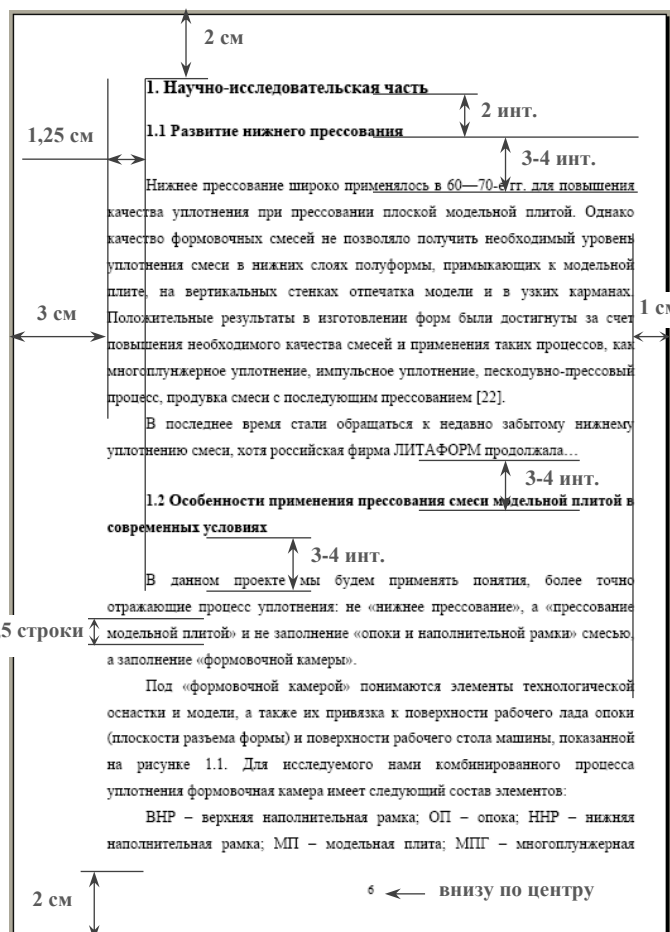 2 см
1. Научно-исследовательская часть
2 инт.
1.1 Развитие нижнего прессования
1,25 см
3-4 инт.
Нижнее прессование широко применялось в 60—70-е гг. для повышения
качества уплотнения при прессовании плоской модельной плитой. Однако
качество формовочных смесей не позволяло получить необходимый уровень
уплотнения смеси в нижних слоях полуформы, примыкающих к модельной
плите, на вертикальных стенках отпечатка модели и в узких карманах.
3 см
Положительные результаты в изготовлении форм были достигнуты за счет
1 см
повышения необходимого качества смесей и применения таких процессов, как
многоплунжерное уплотнение, импульсное уплотнение, пескодувно-прессовый
процесс, продувка смеси с последующим прессованием [22].
В последнее время стали обращаться к недавно забытому нижнему
уплотнению смеси, хотя российская фирма ЛИТАФОРМ продолжала…
3-4 инт.
1.2 Особенности применения прессования смеси модельной плитой в
современных условиях
3-4 инт.
В данном проекте мы будем применять понятия, более точно
отражающие процесс уплотнения: не «нижнее прессование», а «прессование
5 строки
модельной плитой» и не заполнение «опоки и наполнительной рамки» смесью,
а заполнение «формовочной камеры».
Под «формовочной камерой» понимаются элементы технологической
оснастки и модели, а также их привязка к поверхности рабочего лада опоки
(плоскости разъема формы) и поверхности рабочего стола машины, показанной
на рисунке 1.1. Для исследуемого нами комбинированного процесса
уплотнения формовочная камера имеет следующий состав элементов:
ВНР – верхняя наполнительная рамка; ОП – опока; ННР – нижняя
наполнительная рамка; МП – модельная плита; МПГ – многоплунжерная
6
внизу по центру
2 см